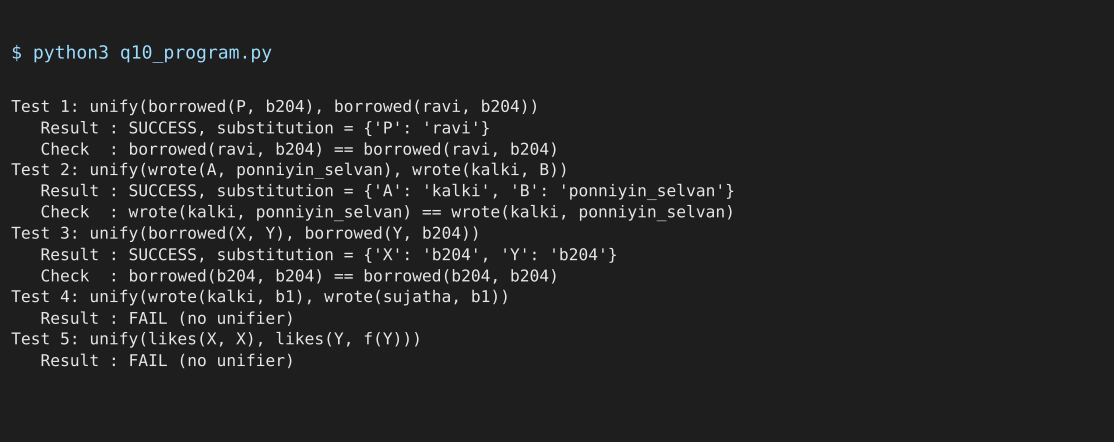 $ python3 q10_program.py
Test 1: unify(borrowed(P, b204), borrowed(ravi, b204))
Result : SUCCESS, substitution = {'P': 'ravi'}
Check  : borrowed(ravi, b204) == borrowed(ravi, b204)
Test 2: unify(wrote(A, ponniyin_selvan), wrote(kalki, B))
Result : SUCCESS, substitution = {'A': 'kalki', 'B': 'ponniyin_selvan'}
Check  : wrote(kalki, ponniyin_selvan) == wrote(kalki, ponniyin_selvan)
Test 3: unify(borrowed(X, Y), borrowed(Y, b204))
Result : SUCCESS, substitution = {'X': 'b204', 'Y': 'b204'}
Check  : borrowed(b204, b204) == borrowed(b204, b204)
Test 4: unify(wrote(kalki, b1), wrote(sujatha, b1))
Result : FAIL (no unifier)
Test 5: unify(likes(X, X), likes(Y, f(Y)))
Result : FAIL (no unifier)